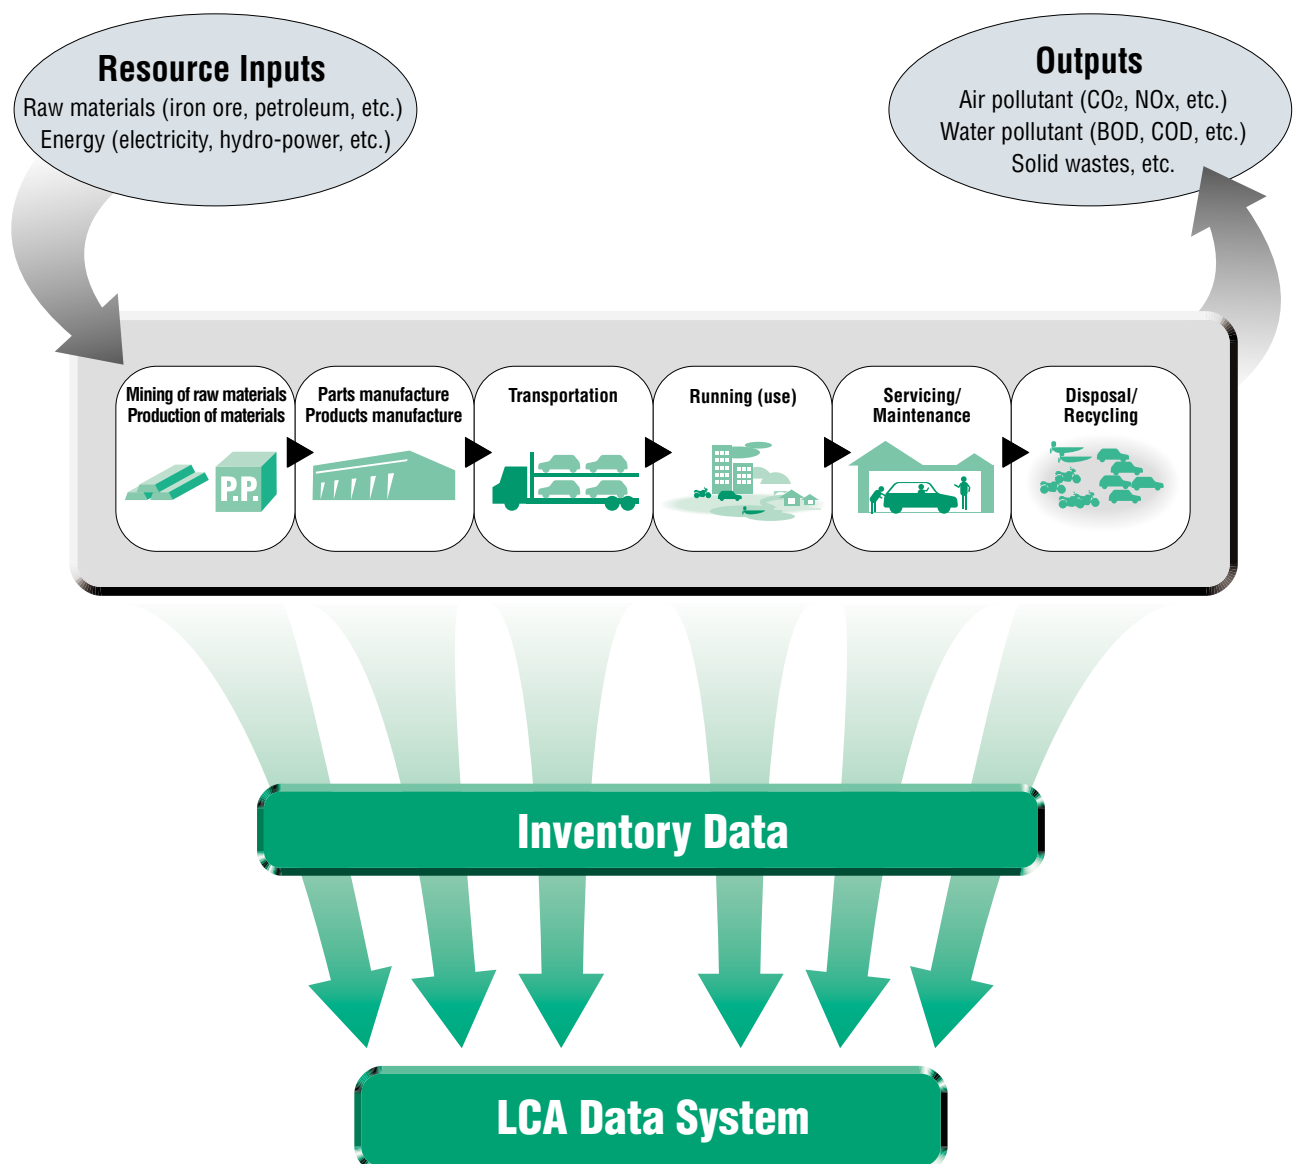 Resource Inputs
Raw materials (iron ore, petroleum, etc.)
Energy (electricity, hydro-power, etc.)
Outputs
Air pollutant (CO2, NOx, etc.)
Water pollutant (BOD, COD, etc.)
Solid wastes, etc.
Mining of raw materials
Production of materials
P.P.
Parts manufacture
Products manufacture
Transportation
Running (use)
Servicing/
Maintenance
Disposal/
Recycling
Inventory Data
LCA Data System